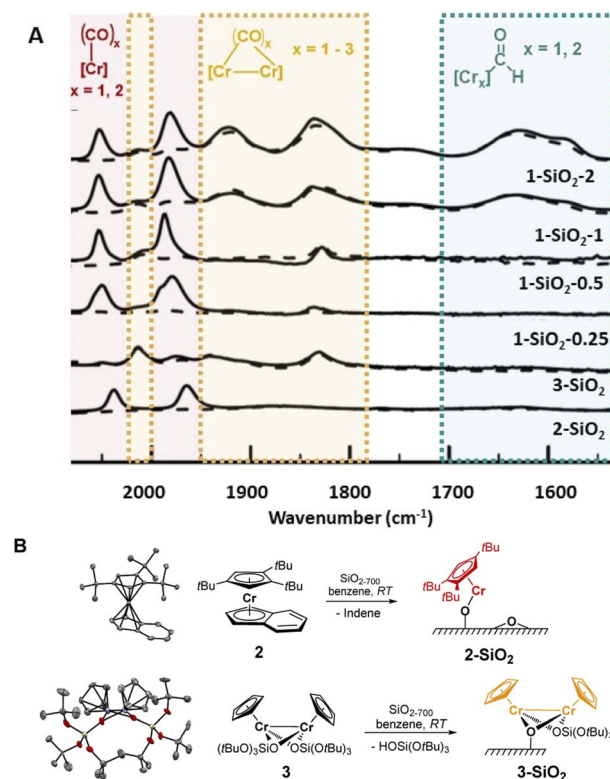 A
(CO)x
[Cr]
x = 1, 2
(CO)x
[Cr] [Cr]
x = 1 - 3
O
[Crx] C H
x = 1, 2
1-SiO2-2
1-SiO2-1
1-SiO2-0.5
1-SiO2-0.25
3-SiO2
2-SiO2
2000 1900 1800 1700 1600
Wavenumber (cm-1)
B
tBu
tBu
tBu
Cr
2
SiO2-700
benzene, RT
- Indene
tBu
tBu tBu
Cr
O
O
2-SiO2
Cr Cr
(tBuO)3SiO OSi(OtBu)3
3
SiO2-700
benzene, RT
- HOSi(OtBu)3
Cr Cr
O OSi(OtBu)3
3-SiO2